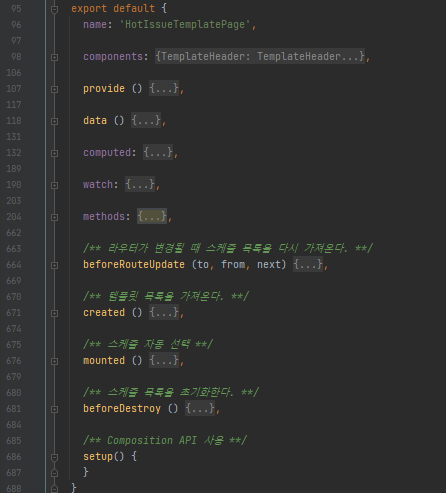 95 export default {
96 name: 'HotIssueTemplatePage',
97
98 components: {TemplateHeader: TemplateHeader...},
106
107 provide () {...},
117
118 data () {...},
131
132 computed: {...},
189
190 watch: {...},
203
204 methods: {...},
662
663 /** 라우터가 변경될 때 스케줄 목록을 다시 가져온다. **/
664 beforeRouteUpdate (to, from, next) {...},
669
670 /** 템플릿 목록을 가져온다. **/
671 created () {...},
674
675 /** 스케줄 자동 선택 **/
676 mounted () {...},
679
680 /** 스케줄 목록을 초기화한다. **/
681 beforeDestroy () {...},
684
685 /** Composition API 사용 **/
686 setup() {
687 }
688 }